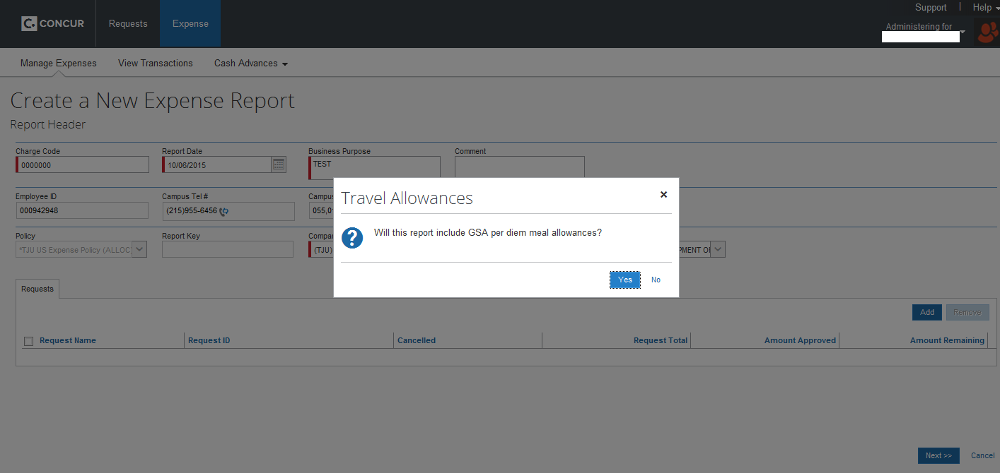 Support | Help
CONCUR Requests Expense
Administering for
Manage Expenses View Transactions Cash Advances
Create a New Expense Report
Report Header
Charge Code Report Date Business Purpose Comment
0000000 10/06/2015 TEST
Employee ID Campus Tel # Campus
000942948 (215)955-6456 055,0
Policy Report Key Compa
*TJU US Expense Policy (ALLOC (TJU) PMENT OF
Travel Allowances ×
? Will this report include GSA per diem meal allowances?
Yes No
Requests
Add Remove
Request Name Request ID Cancelled Request Total Amount Approved Amount Remaining
Next >> Cancel